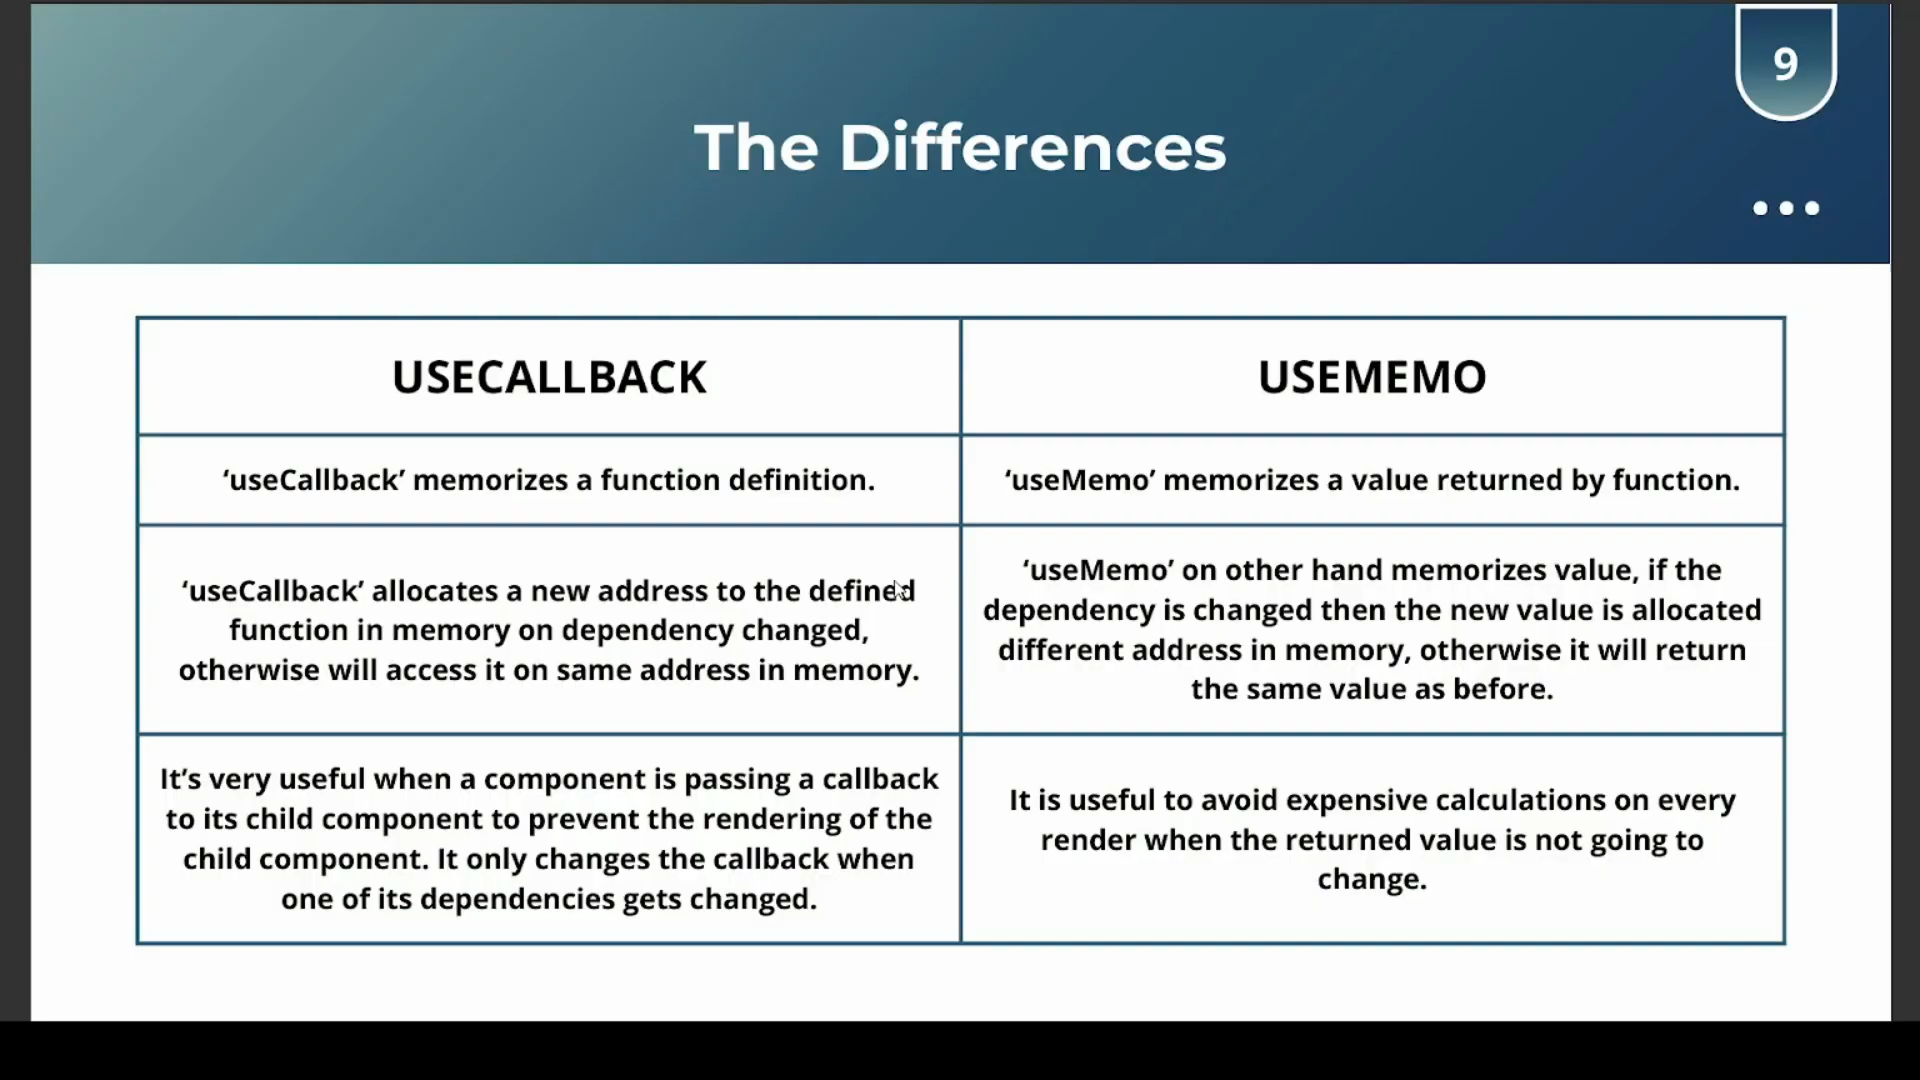 9
The Differences
USECALLBACK
USEMEMO
‘useCallback’ memorizes a function definition.
‘useMemo’ memorizes a value returned by function.
‘useCallback’ allocates a new address to the defined
function in memory on dependency changed,
otherwise will access it on same address in memory.
‘useMemo’ on other hand memorizes value, if the
dependency is changed then the new value is allocated
different address in memory, otherwise it will return
the same value as before.
It’s very useful when a component is passing a callback
to its child component to prevent the rendering of the
child component. It only changes the callback when
one of its dependencies gets changed.
It is useful to avoid expensive calculations on every
render when the returned value is not going to
change.